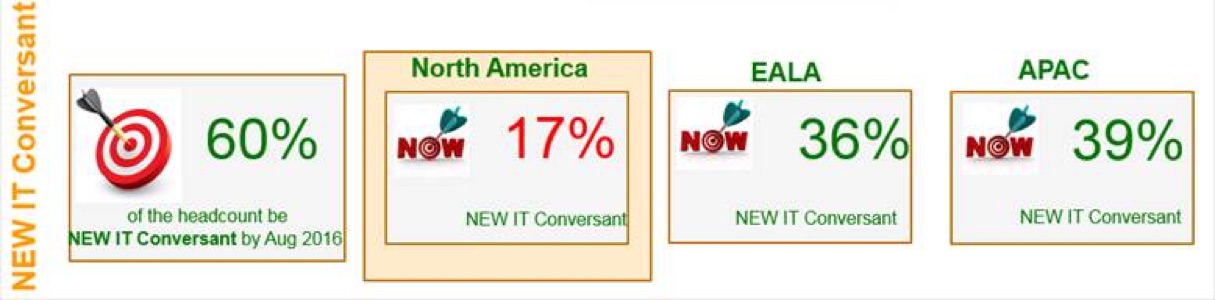 NEW IT Conversant
60%
of the headcount be
NEW IT Conversant by Aug 2016
North America
NOW
17%
NEW IT Conversant
EALA
NOW
36%
NEW IT Conversant
APAC
NOW
39%
NEW IT Conversant